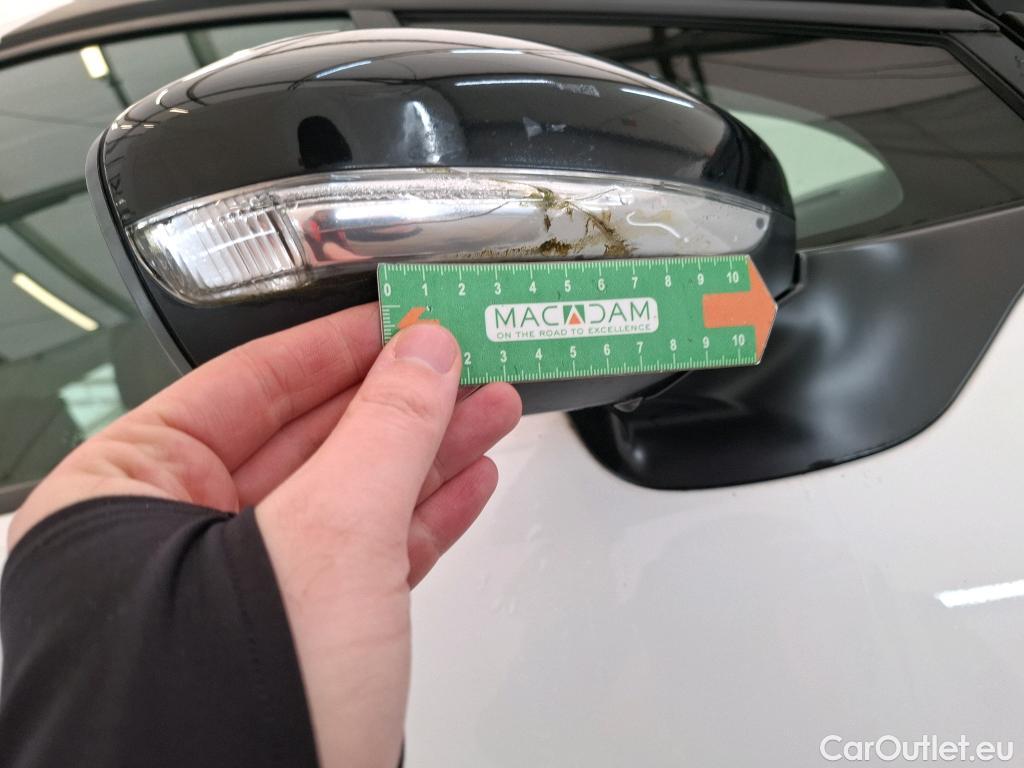 0 1 2 3 4 5 6 7 8 9 10
MACADAM
ON THE ROAD TO EXCELLENCE
2 3 4 5 6 7 8 9 10
CarOutlet.eu